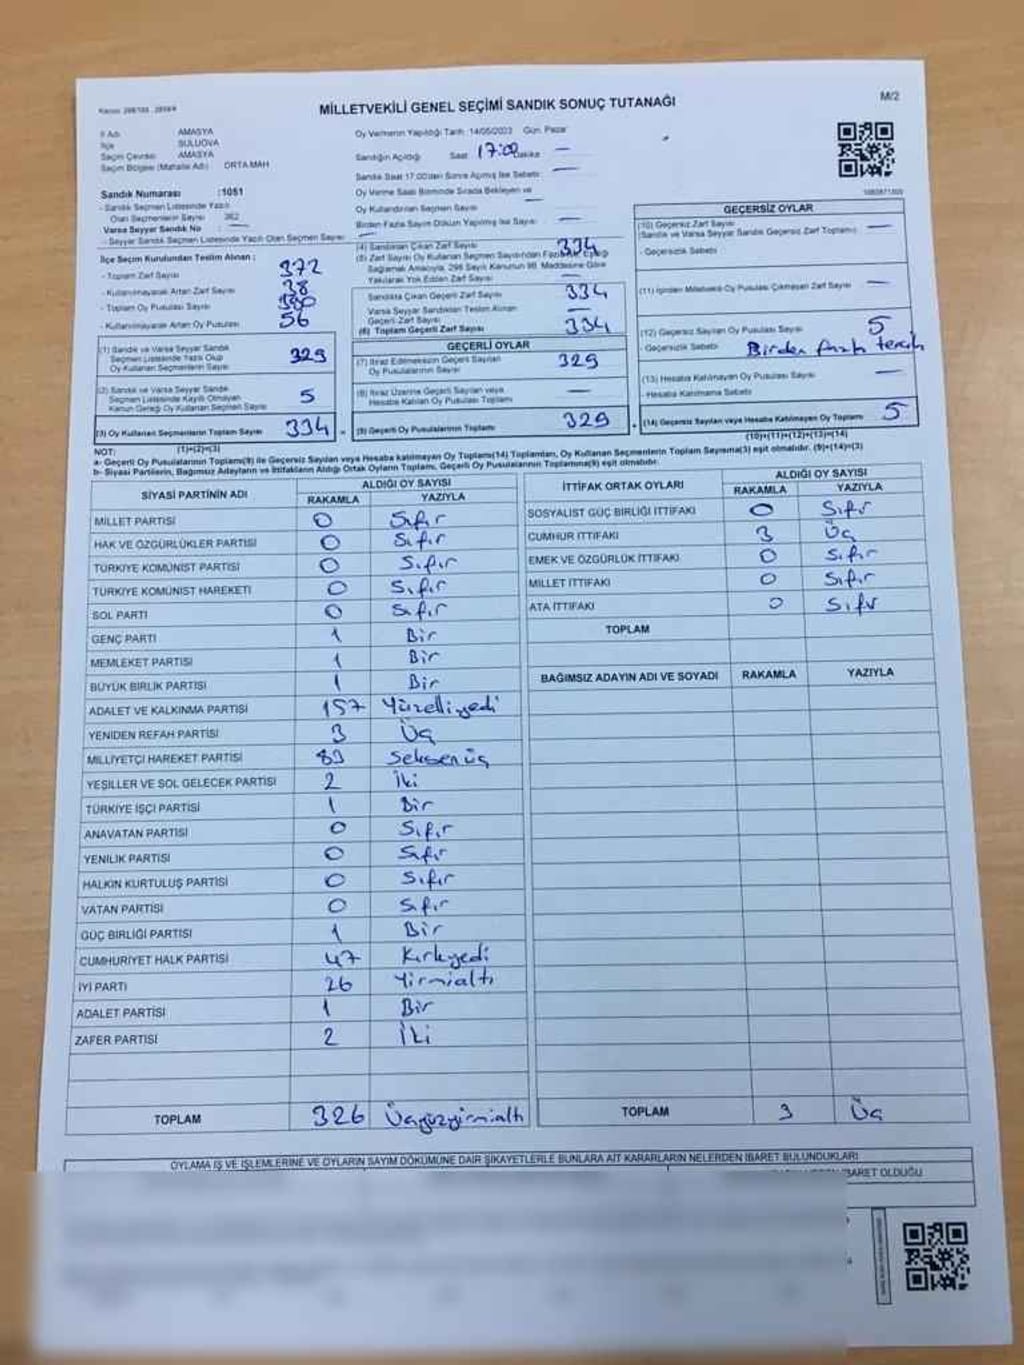 MİLLETVEKİLİ GENEL SEÇİMİ SANDIK SONUÇ TUTANAĞI
M/2
İl Adı AMASYA
İlçe SULUOVA
Seçim Çevresi AMASYA
Seçim Bölgesi (Mahalle Adı) ORTA MAH
Sandık Numarası :1051
- Sandık Seçmen Listesinde Yazılı
Olan Seçmenlerin Sayısı 362
Varsa Seyyar Sandık No —
- Seyyar Sandık Seçmen Listesinde Yazılı Olan Seçmen Sayısı —
Oy Vermenin Yapıldığı Tarih: 14/05/2023 Gün: Pazar
Sandığın Açıldığı Saat 17:00 Dakika —
Sandık Saat 17:00'den Sonra Açılmış İse Sebebi: —
Oy Verme Saati Bitiminde Sırada Bekleyen ve —
Oy Kullandırılan Seçmen Sayısı
Birden Fazla Sayım Döküm Yapılmış İse Sayısı —
İlçe Seçim Kurulundan Teslim Alınan :
- Toplam Zarf Sayısı 372
- Kullanılmayarak Artan Zarf Sayısı 38
- Toplam Oy Pusulası Sayısı
- Kullanılmayarak Artan Oy Pusulası 56
(1) Sandık ve Varsa Seyyar Sandık
Seçmen Listesinde Yazılı Olup
Oy Kullanan Seçmenlerin Sayısı 329
(2) Sandık ve Varsa Seyyar Sandık
Seçmen Listesinde Kayıtlı Olmayan
Kanun Gereği Oy Kullanan Seçmen Sayısı 5
(3) Oy Kullanan Seçmenlerin Toplam Sayısı 334
(1)+(2)=(3)
(4) Sandıktan Çıkan Zarf Sayısı 334
(5) Zarf Sayısı Oy Kullanan Seçmen Sayısından Fazla İse, Eşitliği
Sağlamak Amacıyla, 298 Sayılı Kanunun 98. Maddesine Göre
Yakılarak Yok Edilen Zarf Sayısı —
Sandıkta Çıkan Geçerli Zarf Sayısı 334
Varsa Seyyar Sandıktan Teslim Alınan
Geçerli Zarf Sayısı —
(6) Toplam Geçerli Zarf Sayısı 334
GEÇERLİ OYLAR
(7) İtiraz Edilmeksizin Geçerli Sayılan
Oy Pusulalarının Sayısı 329
(8) İtiraz Üzerine Geçerli Sayılan veya
Hesaba Katılan Oy Pusulası Toplamı —
(9) Geçerli Oy Pusulalarının Toplamı 329
GEÇERSİZ OYLAR
(10) Geçersiz Zarf Sayısı
(Sandık ve Varsa Seyyar Sandık Geçersiz Zarf Toplamı) —
- Geçersizlik Sebebi
(11) İçinden Milletvekili Oy Pusulası Çıkmayan Zarf Sayısı —
(12) Geçersiz Sayılan Oy Pusulası Sayısı 5
- Geçersizlik Sebebi Birden fazla tercih
(13) Hesaba Katılmayan Oy Pusulası Sayısı —
- Hesaba Katılmama Sebebi
(14) Geçersiz Sayılan veya Hesaba Katılmayan Oy Toplamı 5
(10)+(11)+(12)+(13)=(14)
NOT:
a- Geçerli Oy Pusulalarının(9) ile Geçersiz Sayılan veya Hesaba katılmayan Oy Toplamı(14) Toplamları, Oy Kullanan Seçmenlerin Toplam Sayısına(3) eşit olmalıdır. (9)+(14)=(3)
b- Siyasi Partilerin, Bağımsız Adayların ve İttifakların Aldığı Ortak Oyların Toplamı, Geçerli Oy Pusulalarının Toplamına(9) eşit olmalıdır.
SİYASİ PARTİNİN ADI ALDIĞI OY SAYISI
RAKAMLA YAZIYLA
MİLLET PARTİSİ 0 Sıfır
HAK VE ÖZGÜRLÜKLER PARTİSİ 0 Sıfır
TÜRKİYE KOMÜNİST PARTİSİ 0 Sıfır
TÜRKİYE KOMÜNİST HAREKETİ 0 Sıfır
SOL PARTİ 0 Sıfır
GENÇ PARTİ 1 Bir
MEMLEKET PARTİSİ 1 Bir
BÜYÜK BİRLİK PARTİSİ 1 Bir
ADALET VE KALKINMA PARTİSİ 157 Yüzelliyedi
YENİDEN REFAH PARTİSİ 3 Üç
MİLLİYETÇİ HAREKET PARTİSİ 83 Seksenüç
YEŞİLLER VE SOL GELECEK PARTİSİ 2 İki
TÜRKİYE İŞÇİ PARTİSİ 1 Bir
ANAVATAN PARTİSİ 0 Sıfır
YENİLİK PARTİSİ 0 Sıfır
HALKIN KURTULUŞ PARTİSİ 0 Sıfır
VATAN PARTİSİ 0 Sıfır
GÜÇ BİRLİĞİ PARTİSİ 1 Bir
CUMHURİYET HALK PARTİSİ 47 Kırkyedi
İYİ PARTİ 26 Yirmialtı
ADALET PARTİSİ 1 Bir
ZAFER PARTİSİ 2 İki
TOPLAM 326 Üçyüzyirmialtı
İTTİFAK ORTAK OYLARI ALDIĞI OY SAYISI
RAKAMLA YAZIYLA
SOSYALİST GÜÇ BİRLİĞİ İTTİFAKI 0 Sıfır
CUMHUR İTTİFAKI 3 Üç
EMEK VE ÖZGÜRLÜK İTTİFAKI 0 Sıfır
MİLLET İTTİFAKI 0 Sıfır
ATA İTTİFAKI 0 Sıfır
TOPLAM
BAĞIMSIZ ADAYIN ADI VE SOYADI RAKAMLA YAZIYLA
TOPLAM 3 Üç
OYLAMA İŞ VE İŞLEMLERİNE VE OYLARIN SAYIM DÖKÜMÜNE DAİR ŞİKAYETLERLE BUNLARA AİT KARARLARIN NELERDEN İBARET BULUNDUKLARI
İBARET OLDUĞU